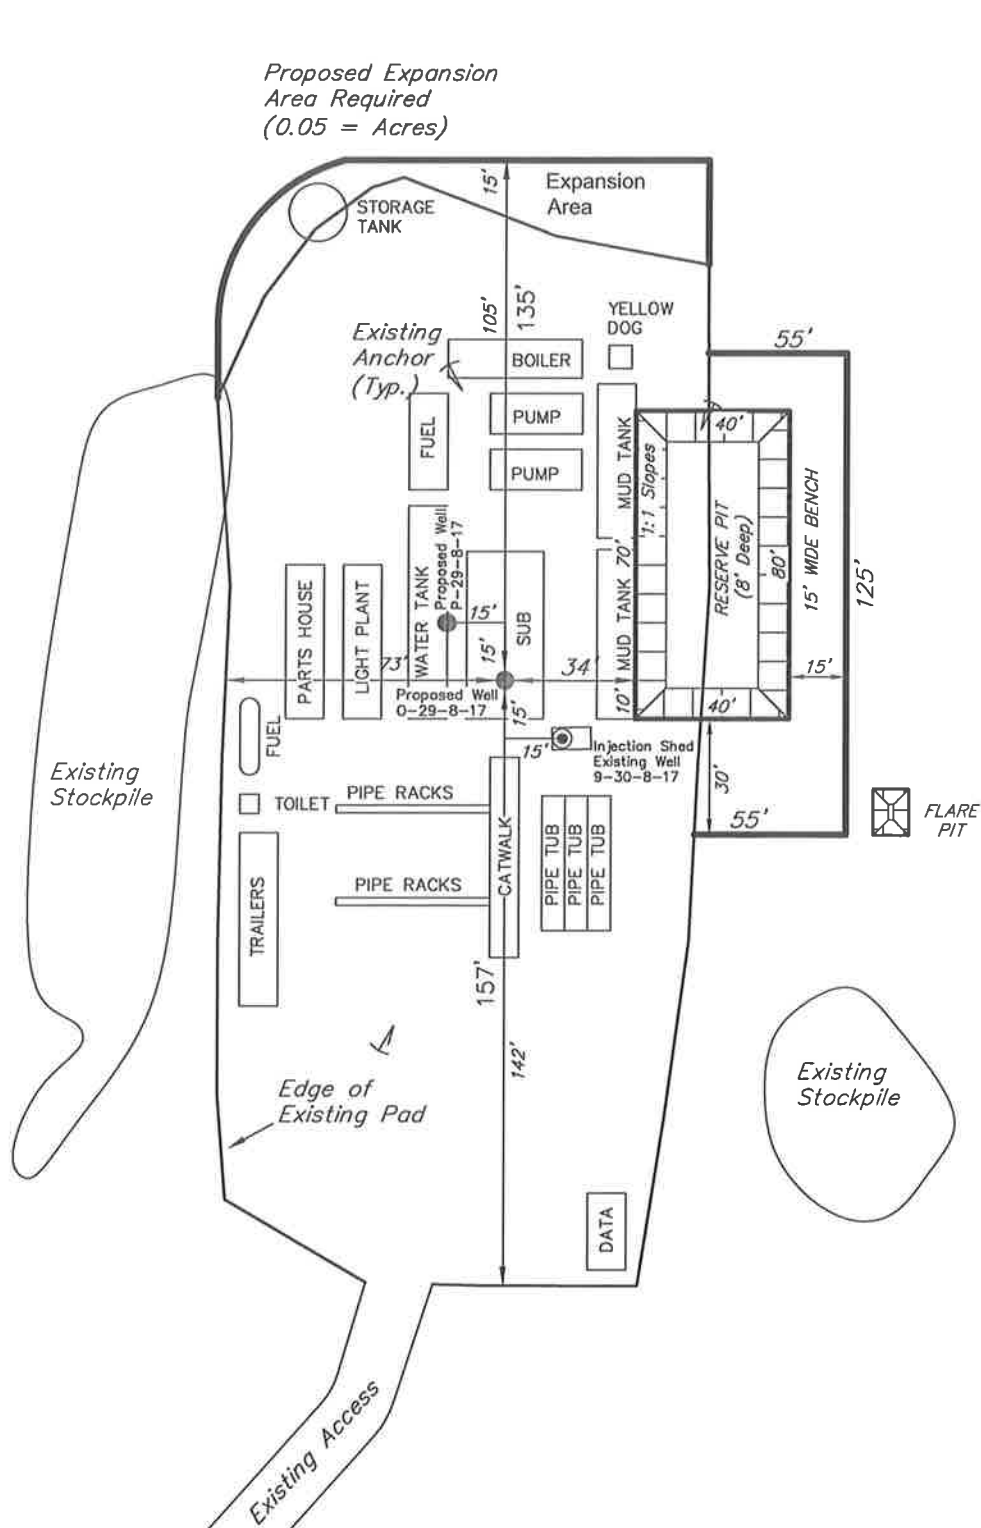 Proposed Expansion
Area Required
(0.05 = Acres)
15'
Expansion
Area
STORAGE
TANK
105'
135'
YELLOW
DOG
Existing
Anchor
(Typ.)
BOILER
55'
FUEL
PUMP
PUMP
MUD TANK
40'
1:1 Slopes
RESERVE PIT
(8' Deep)
80'
15' WIDE BENCH
125'
70'
Proposed Well
P-29-8-17
PARTS HOUSE
LIGHT PLANT
WATER TANK
15'
15'
SUB
MUD TANK
73'
34'
15'
Proposed Well
O-29-8-17
15'
10'
40'
FUEL
15'
Injection Shed
Existing Well
9-30-8-17
30'
Existing
Stockpile
TOILET
PIPE RACKS
55'
FLARE
PIT
CATWALK
PIPE TUB
PIPE TUB
PIPE TUB
PIPE RACKS
TRAILERS
157'
142'
Edge of
Existing Pad
Existing
Stockpile
DATA
Existing Access